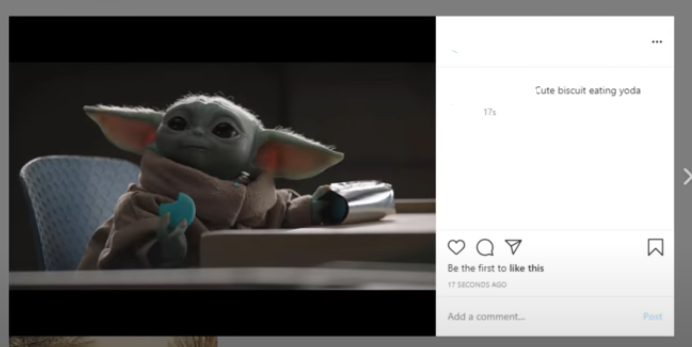 Cute biscuit eating yoda
17s
Be the first to like this
17 SECONDS AGO
Add a comment... Post